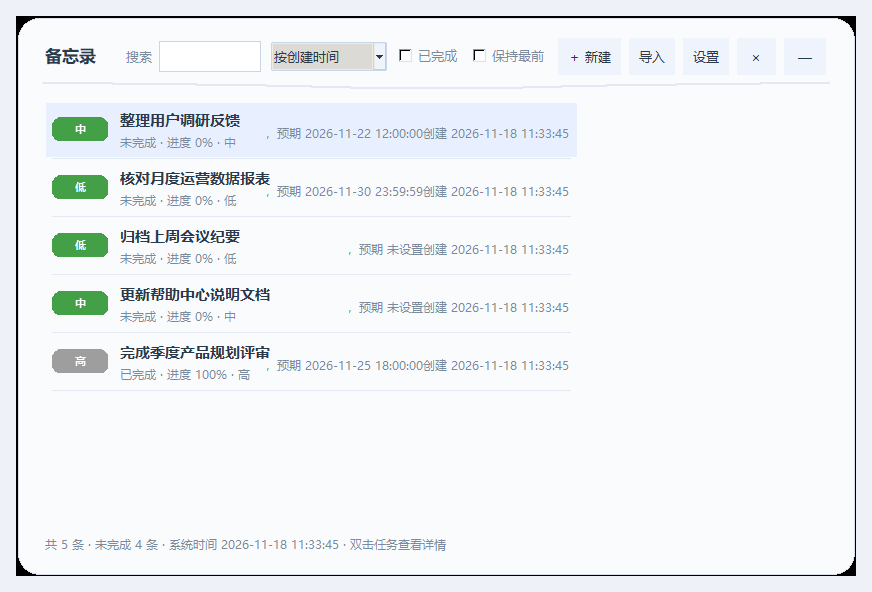 备忘录 搜索 按创建时间 已完成 保持最前 + 新建 导入 设置 × —
中 整理用户调研反馈
未完成 · 进度 0% · 中 , 预期 2026-11-22 12:00:00创建 2026-11-18 11:33:45
低 核对月度运营数据报表
未完成 · 进度 0% · 低 , 预期 2026-11-30 23:59:59创建 2026-11-18 11:33:45
低 归档上周会议纪要
未完成 · 进度 0% · 低 , 预期 未设置创建 2026-11-18 11:33:45
中 更新帮助中心说明文档
未完成 · 进度 0% · 中 , 预期 未设置创建 2026-11-18 11:33:45
高 完成季度产品规划评审
已完成 · 进度 100% · 高 , 预期 2026-11-25 18:00:00创建 2026-11-18 11:33:45
共 5 条 · 未完成 4 条 · 系统时间 2026-11-18 11:33:45 · 双击任务查看详情